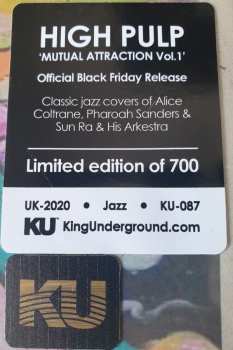 HIGH PULP
'MUTUAL ATTRACTION Vol.1'
Official Black Friday Release
Classic jazz covers of Alice
Coltrane, Pharoah Sanders &
Sun Ra & His Arkestra
Limited edition of 700
UK-2020 • Jazz • KU-087
KU™ KingUnderground.com
KU